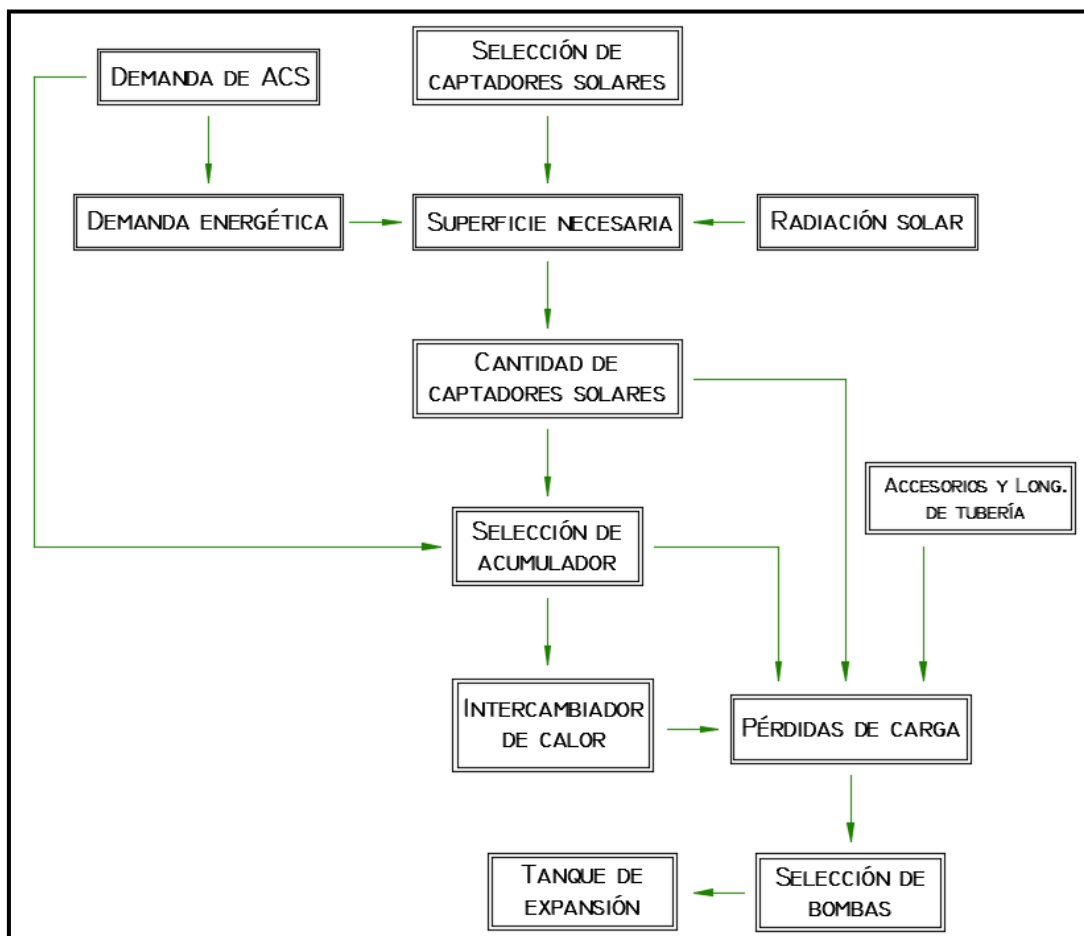 Demanda de ACS
Selección de
captadores solares
Demanda energética
Superficie necesaria
Radiación solar
Cantidad de
captadores solares
Accesorios y Long.
de tubería
Selección de
acumulador
Intercambiador
de calor
Pérdidas de carga
Tanque de
expansión
Selección de
bombas